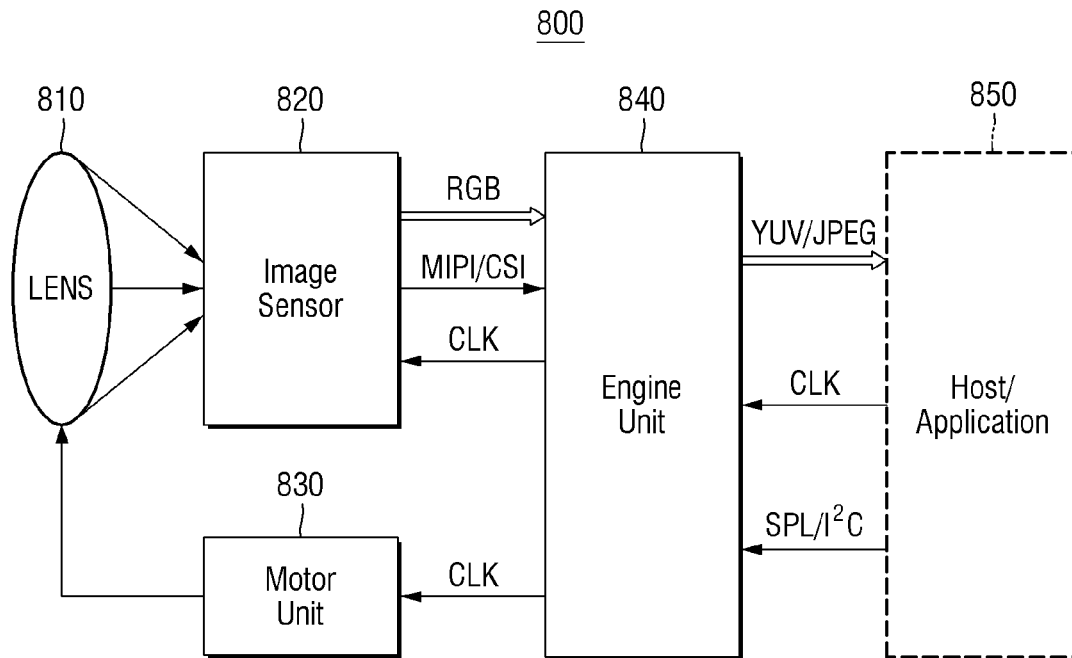 800
810
820
840
850
LENS
Image
Sensor
RGB
MIPI/CSI
CLK
Engine
Unit
YUV/JPEG
CLK
SPL/I²C
Host/
Application
830
Motor
Unit
CLK